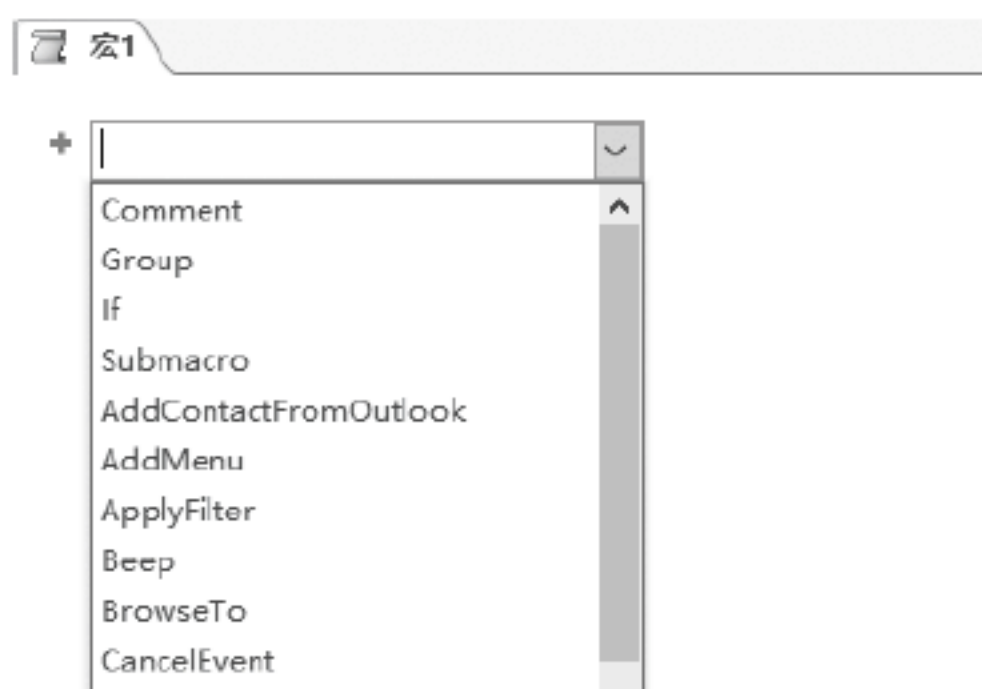 宏1
Comment
Group
If
Submacro
AddContactFromOutlook
AddMenu
ApplyFilter
Beep
BrowseTo
CancelEvent